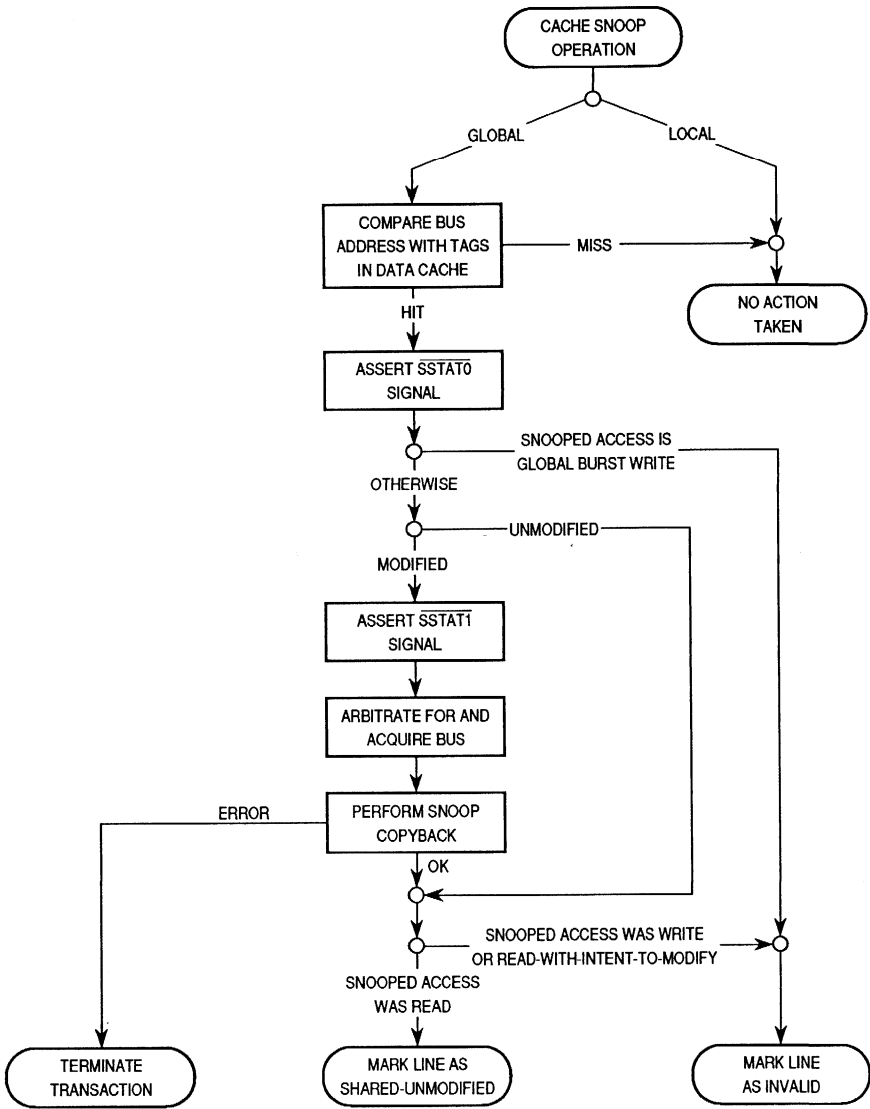 CACHE SNOOP
OPERATION
GLOBAL
LOCAL
COMPARE BUS
ADDRESS WITH TAGS
IN DATA CACHE
MISS
NO ACTION
TAKEN
HIT
ASSERT S̅S̅T̅A̅T̅0̅
SIGNAL
SNOOPED ACCESS IS
GLOBAL BURST WRITE
OTHERWISE
UNMODIFIED
MODIFIED
ASSERT S̅S̅T̅A̅T̅1̅
SIGNAL
ARBITRATE FOR AND
ACQUIRE BUS
ERROR
PERFORM SNOOP
COPYBACK
OK
SNOOPED ACCESS WAS WRITE
OR READ-WITH-INTENT-TO-MODIFY
SNOOPED ACCESS
WAS READ
TERMINATE
TRANSACTION
MARK LINE AS
SHARED-UNMODIFIED
MARK LINE
AS INVALID